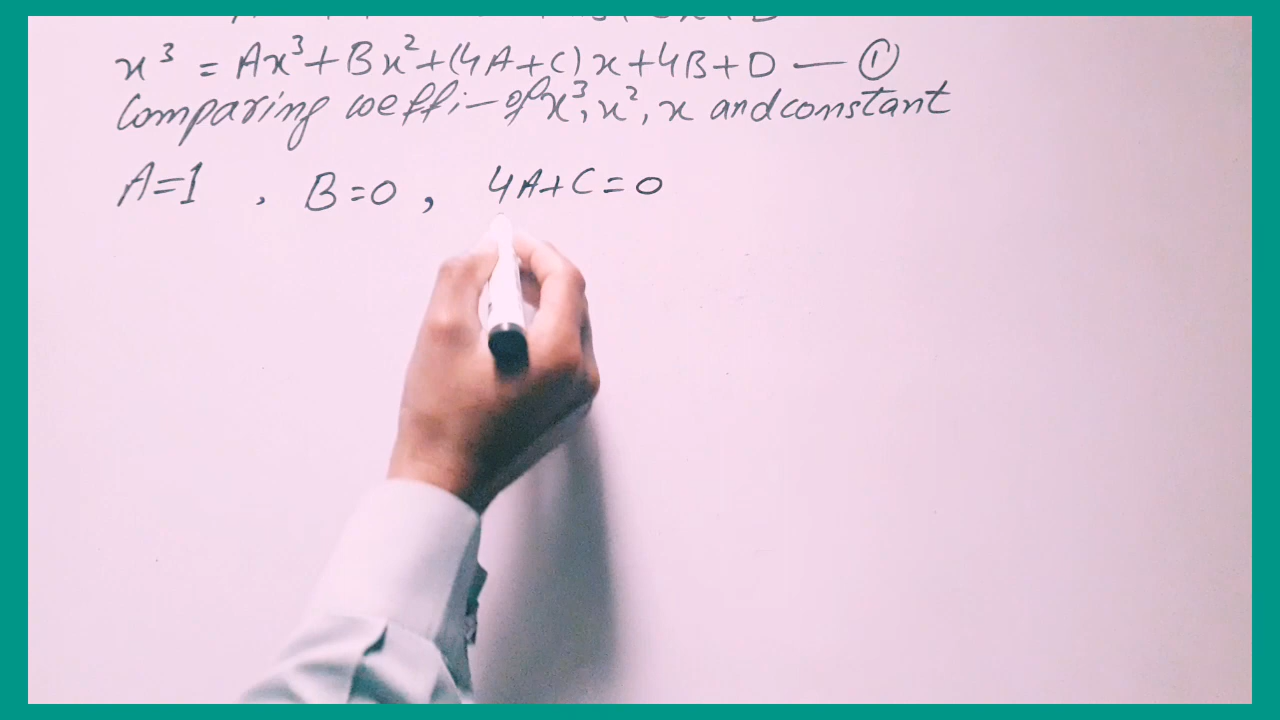 x³ = Ax³+Bx²+(4A+C)x+4B+D — ①
Comparing coeffi- of x³, x², x and constant
A=1 , B=0 , 4A+C=0